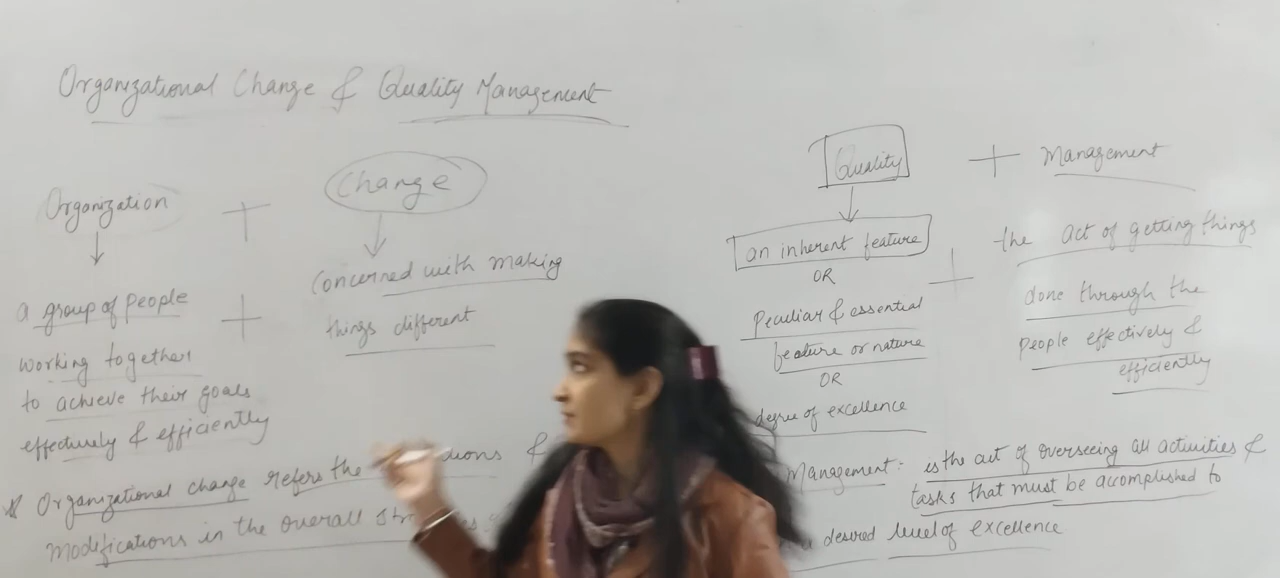 Organizational Change & Quality Management
Organization + Change
a group of people + Concerned with making
things different
working together
to achieve their goals
effectively & efficiently
Organizational change refers the &
modifications in the overall
Quality + Management
an inherent feature + the act of getting things
OR
Peculiar & essential
feature or nature
OR
degree of excellence
done through the
People effectively &
efficiently
Management: is the act of overseeing all activities &
tasks that must be accomplished to
a desired level of excellence